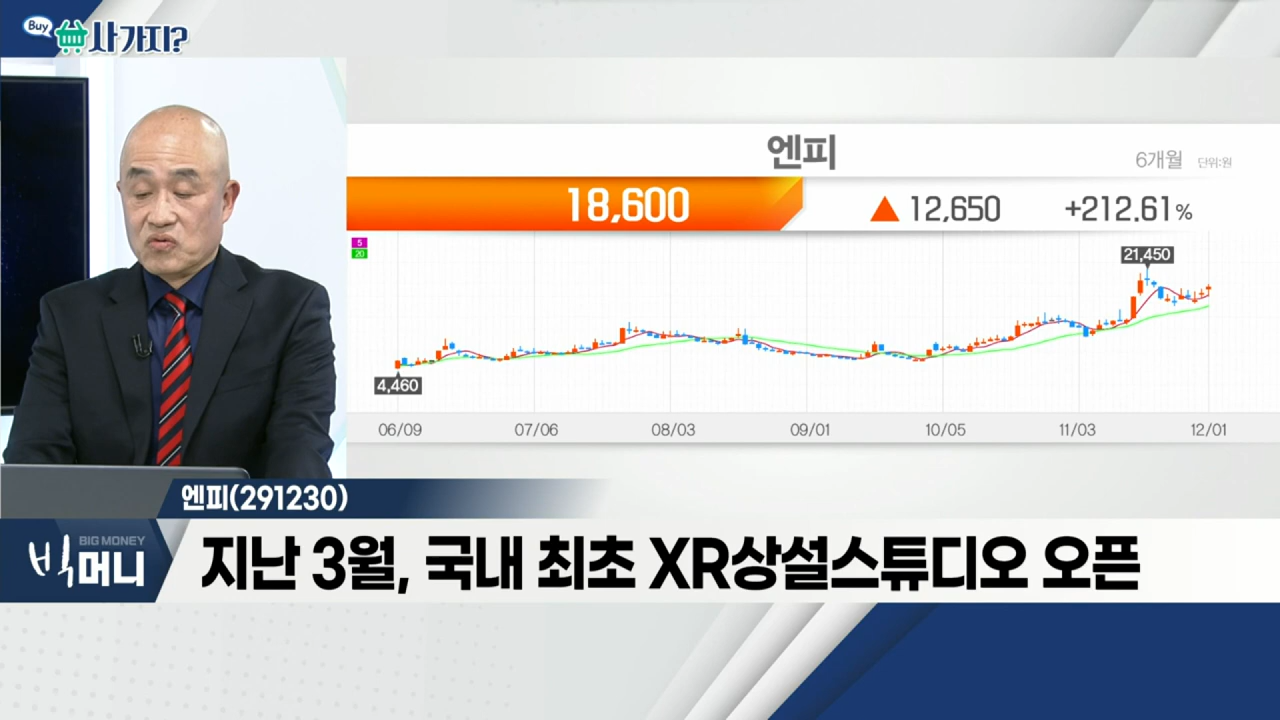 Buy 사가지?
엔피
6개월 단위:원
18,600 ▲ 12,650 +212.61%
5
20
21,450
4,460
06/09 07/06 08/03 09/01 10/05 11/03 12/01
엔피(291230)
BIG MONEY
빅머니
지난 3월, 국내 최초 XR상설스튜디오 오픈